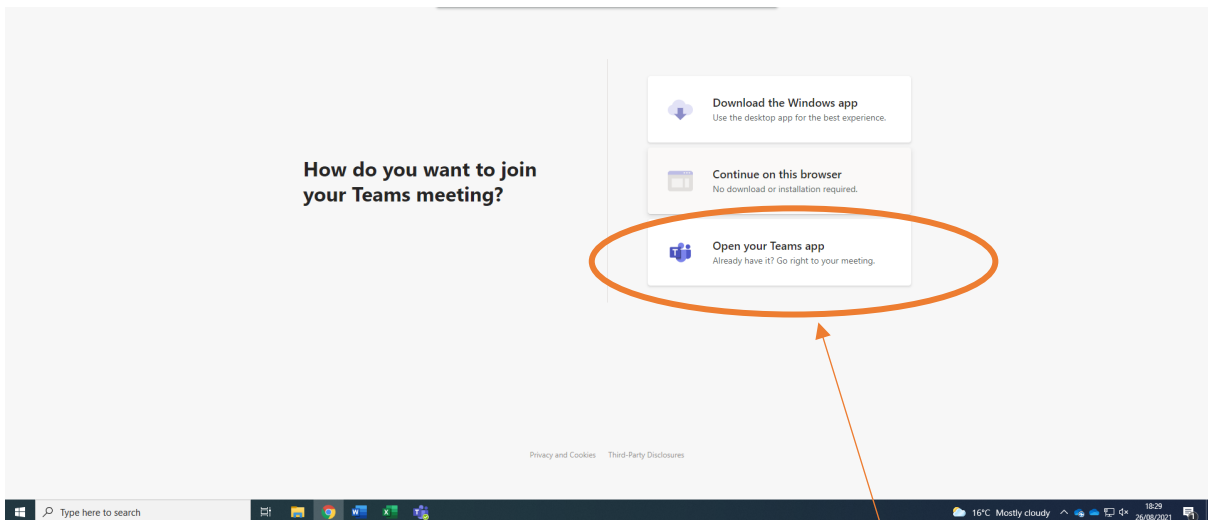 Download the Windows app
Use the desktop app for the best experience.
How do you want to join
your Teams meeting?
Continue on this browser
No download or installation required.
Open your Teams app
Already have it? Go right to your meeting.
Privacy and Cookies Third-Party Disclosures
Type here to search
16°C Mostly cloudy
18:29
26/08/2021